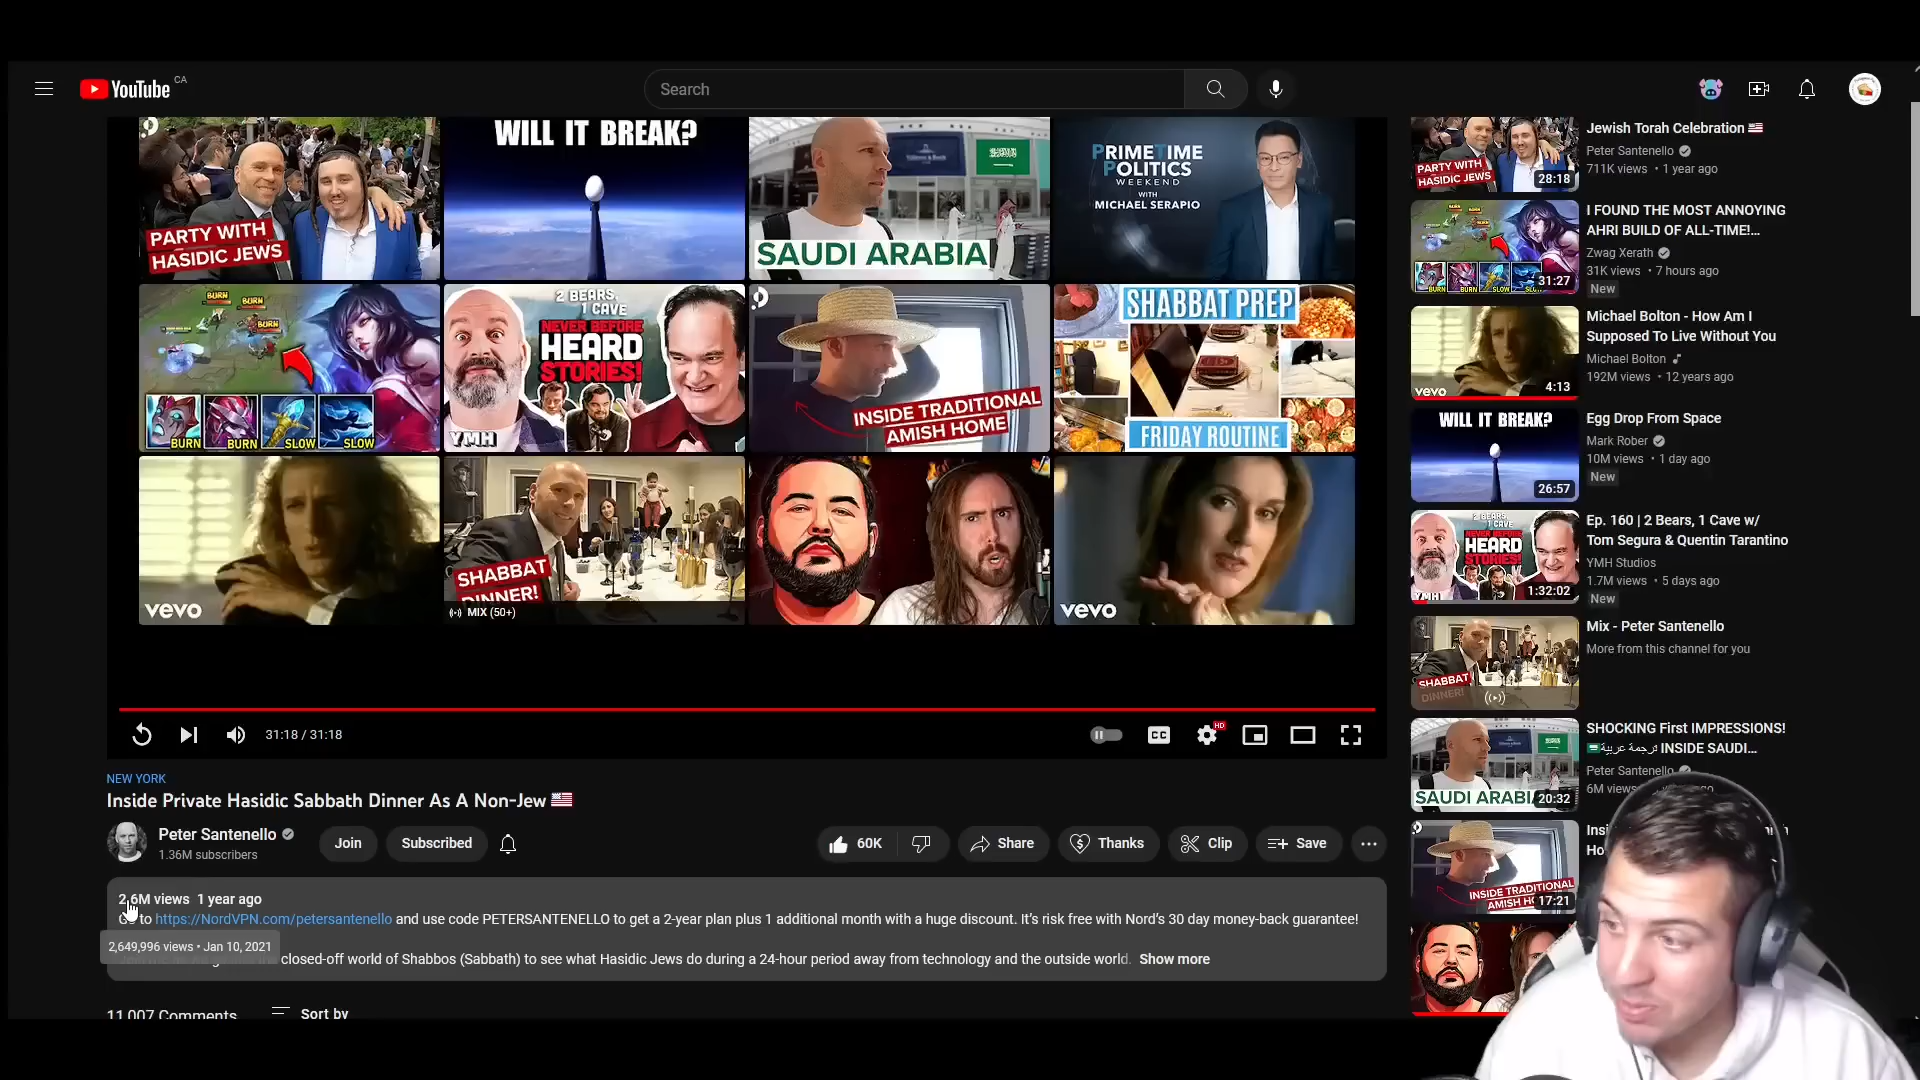 YouTube CA
Search
PARTY WITH
HASIDIC JEWS
WILL IT BREAK?
SAUDI ARABIA
PRIMETIME
POLITICS
WEEKEND
WITH
MICHAEL SERAPIO
BURN
BURN
BURN
BURN BURN SLOW SLOW
2 BEARS,
1 CAVE
NEVER BEFORE
HEARD
STORIES!
YMH
INSIDE TRADITIONAL
AMISH HOME
SHABBAT PREP
FRIDAY ROUTINE
vevo
SHABBAT
DINNER!
MIX (50+)
vevo
31:18 / 31:18
CC
HD
NEW YORK
Inside Private Hasidic Sabbath Dinner As A Non-Jew
Peter Santenello
1.36M subscribers
Join
Subscribed
60K
Share
Thanks
Clip
Save
2.6M views 1 year ago
to https://NordVPN.com/petersantenello and use code PETERSANTENELLO to get a 2-year plan plus 1 additional month with a huge discount. It's risk free with Nord's 30 day money-back guarantee!
2,649,996 views • Jan 10, 2021
closed-off world of Shabbos (Sabbath) to see what Hasidic Jews do during a 24-hour period away from technology and the outside world. Show more
11,007 Comments
Sort by
PARTY WITH
HASIDIC JEWS
28:18
Jewish Torah Celebration
Peter Santenello
711K views • 1 year ago
BURN
BURN
BURN
BURN BURN SLOW SLOW
31:27
I FOUND THE MOST ANNOYING
AHRI BUILD OF ALL-TIME!...
Zwag Xerath
31K views • 7 hours ago
New
vevo
4:13
Michael Bolton - How Am I
Supposed To Live Without You
Michael Bolton
192M views • 12 years ago
WILL IT BREAK?
26:57
Egg Drop From Space
Mark Rober
10M views • 1 day ago
New
2 BEARS,
1 CAVE
NEVER BEFORE
HEARD
STORIES!
YMH
1:32:02
Ep. 160 | 2 Bears, 1 Cave w/
Tom Segura & Quentin Tarantino
YMH Studios
1.7M views • 5 days ago
New
SHABBAT
DINNER!
Mix - Peter Santenello
More from this channel for you
SAUDI ARABI
20:32
SHOCKING First IMPRESSIONS!
ترجمة عربية INSIDE SAUDI...
Peter Santenello
6M views
INSIDE TRADITIONAL
AMISH HO
17:21
Insi
Ho